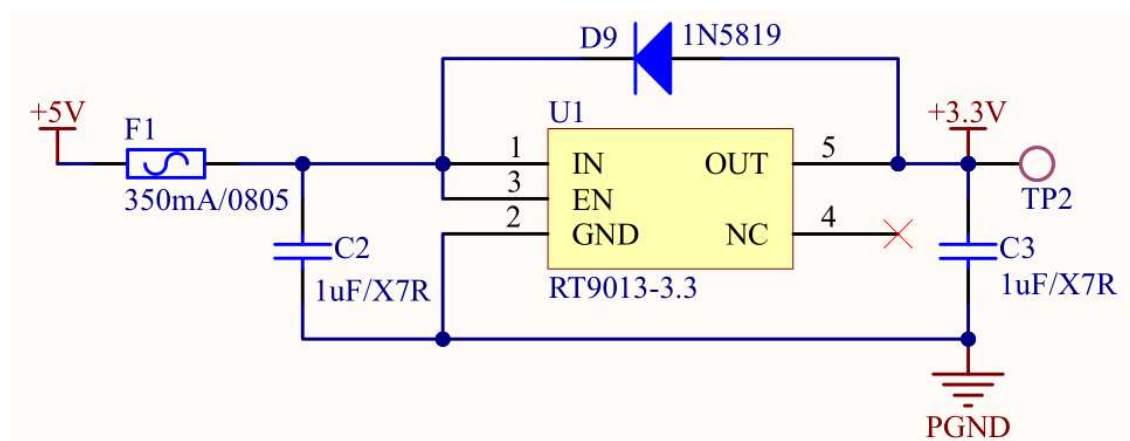 D9 1N5819
+5V
F1
350mA/0805
U1
+3.3V
1 IN OUT 5
3 EN
2 GND NC 4
TP2
C2
1uF/X7R
RT9013-3.3
C3
1uF/X7R
PGND